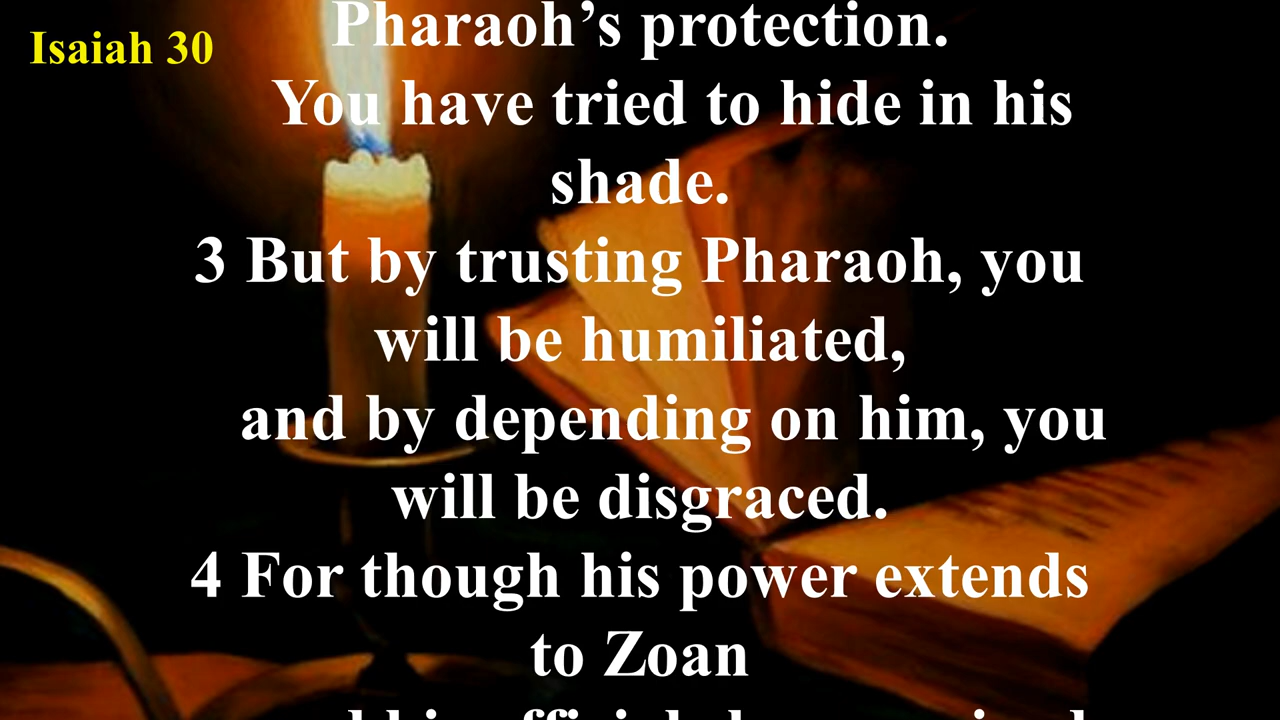 Isaiah 30
Pharaoh’s protection.
You have tried to hide in his
shade.
3 But by trusting Pharaoh, you
will be humiliated,
and by depending on him, you
will be disgraced.
4 For though his power extends
to Zoan